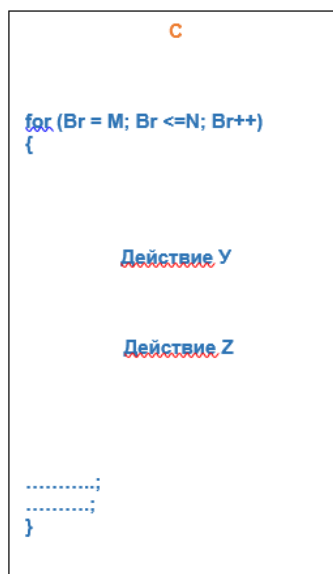 C
for (Br = M; Br <=N; Br++)
{
Действие У
Действие Z
...........;
..........;
}